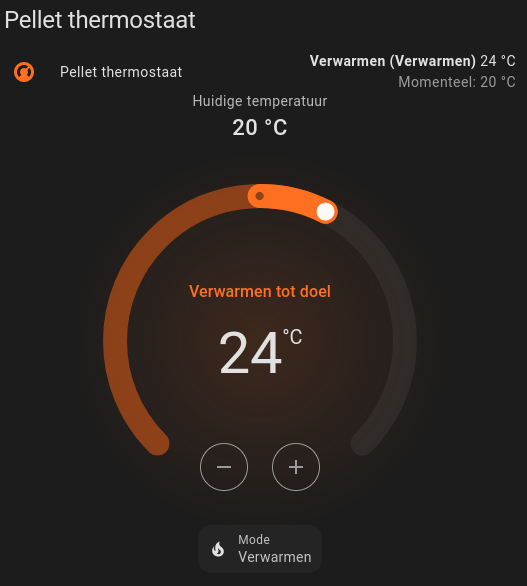 Pellet thermostaat
Pellet thermostaat
Verwarmen (Verwarmen) 24 °C
Momenteel: 20 °C
Huidige temperatuur
20 °C
Verwarmen tot doel
24 °C
Mode
Verwarmen